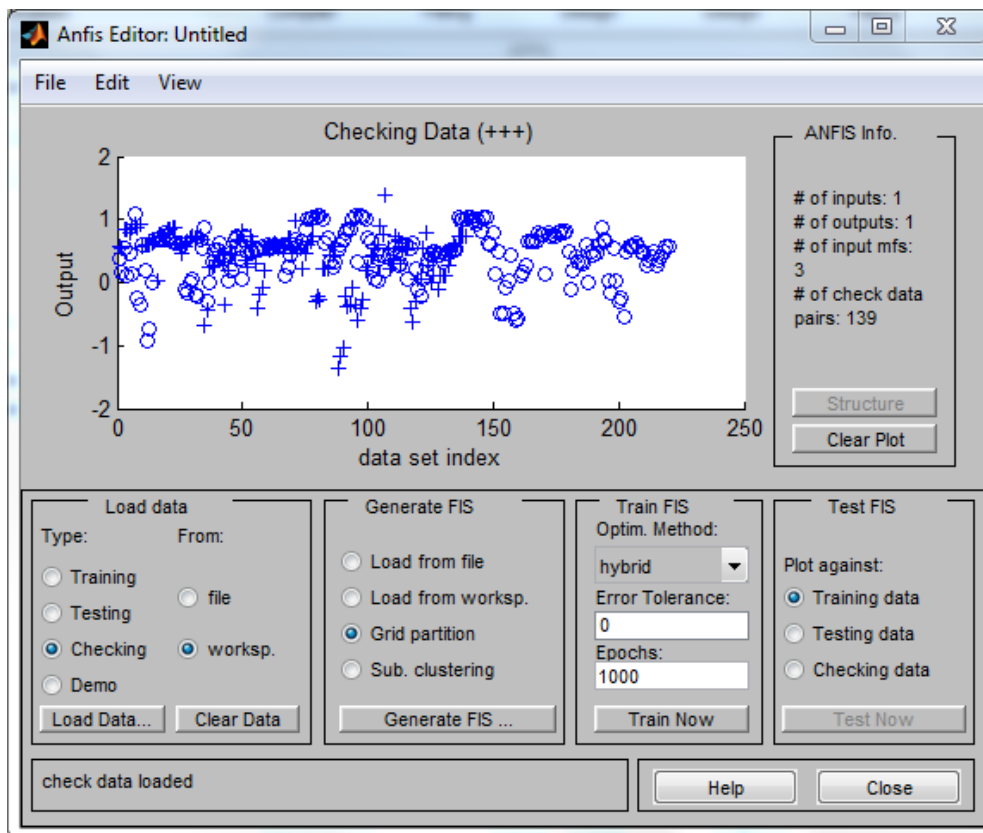 Anfis Editor: Untitled
File Edit View
Checking Data (+++)
2
1
0
-1
-2
Output
0 50 100 150 200 250
data set index
ANFIS Info.
# of inputs: 1
# of outputs: 1
# of input mfs:
3
# of check data
pairs: 139
Structure
Clear Plot
Load data
Type: From:
Training
file
Testing
Checking
worksp.
Demo
Load Data...
Clear Data
Generate FIS
Load from file
Load from worksp.
Grid partition
Sub. clustering
Generate FIS ...
Train FIS
Optim. Method:
hybrid
Error Tolerance:
0
Epochs:
1000
Train Now
Test FIS
Plot against:
Training data
Testing data
Checking data
Test Now
check data loaded
Help
Close